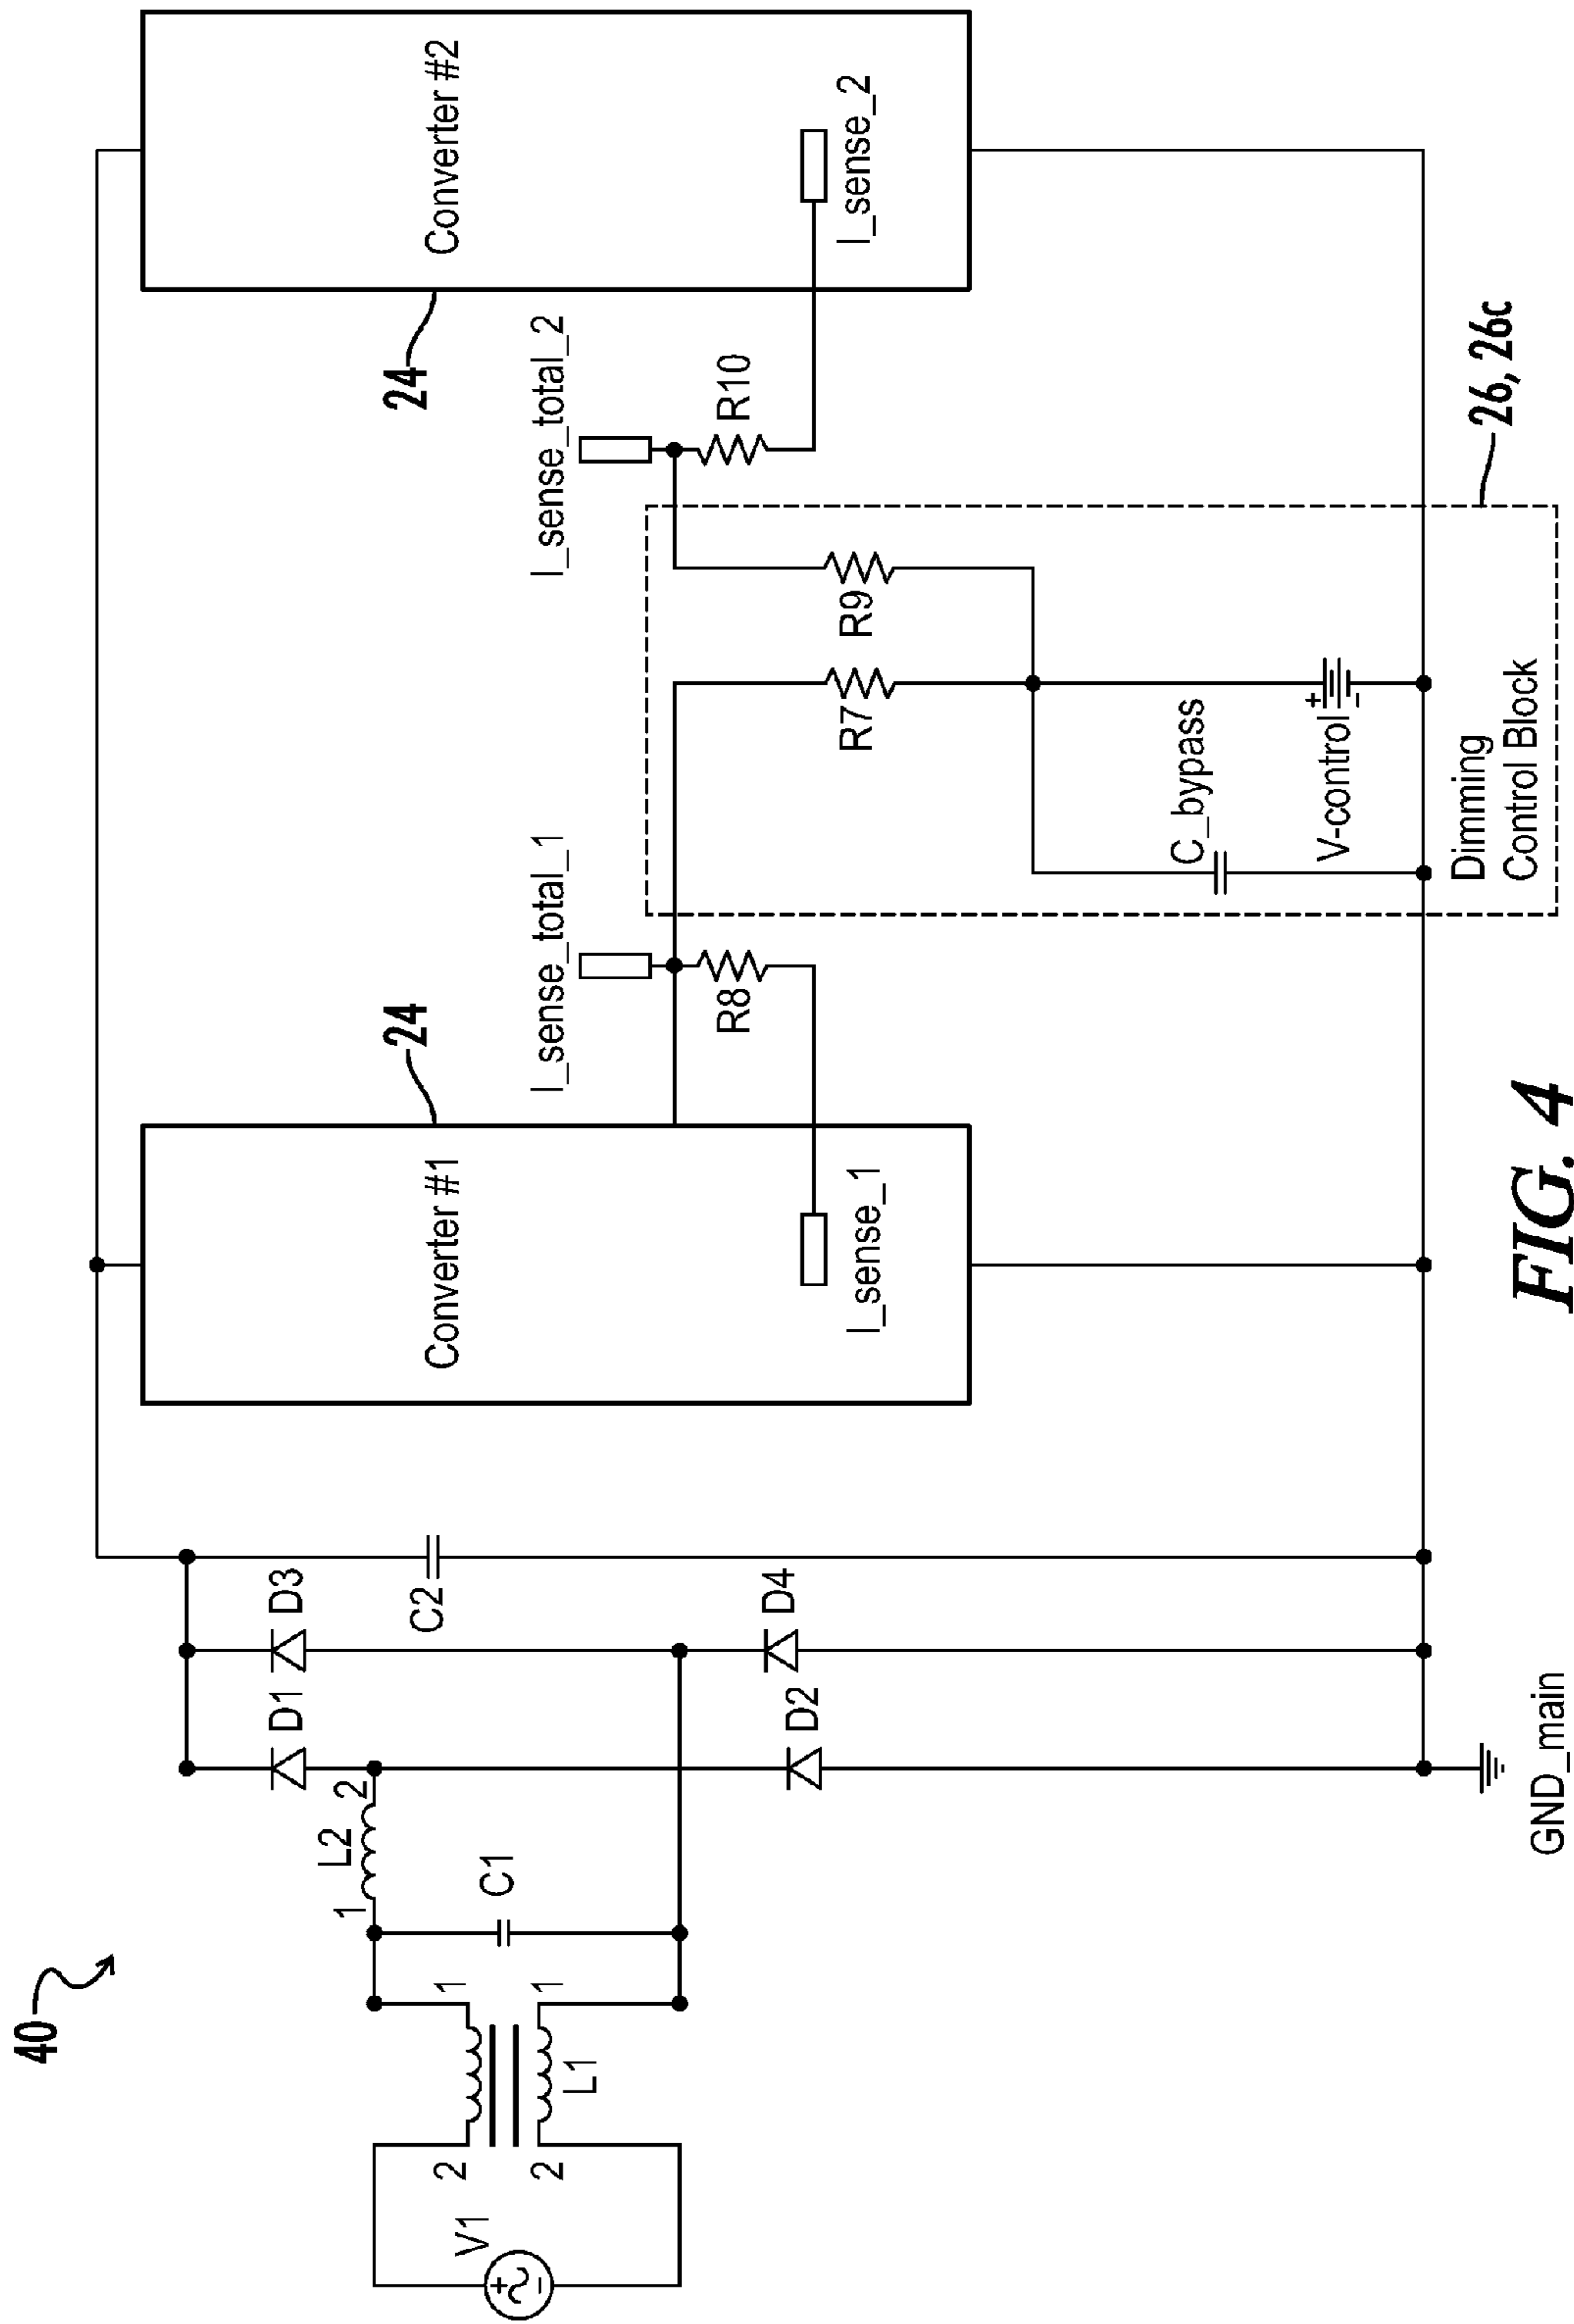 40
V1
2
2
L1
1
1
C1
1
L2
2
D1
D3
D2
D4
C2
GND_main
Converter #1
24
I_sense_1
I_sense_total_1
R8
R7
R9
C_bypass
V-control
+
-
Dimming
Control Block
26, 26c
I_sense_total_2
R10
24
Converter #2
I_sense_2
FIG. 4